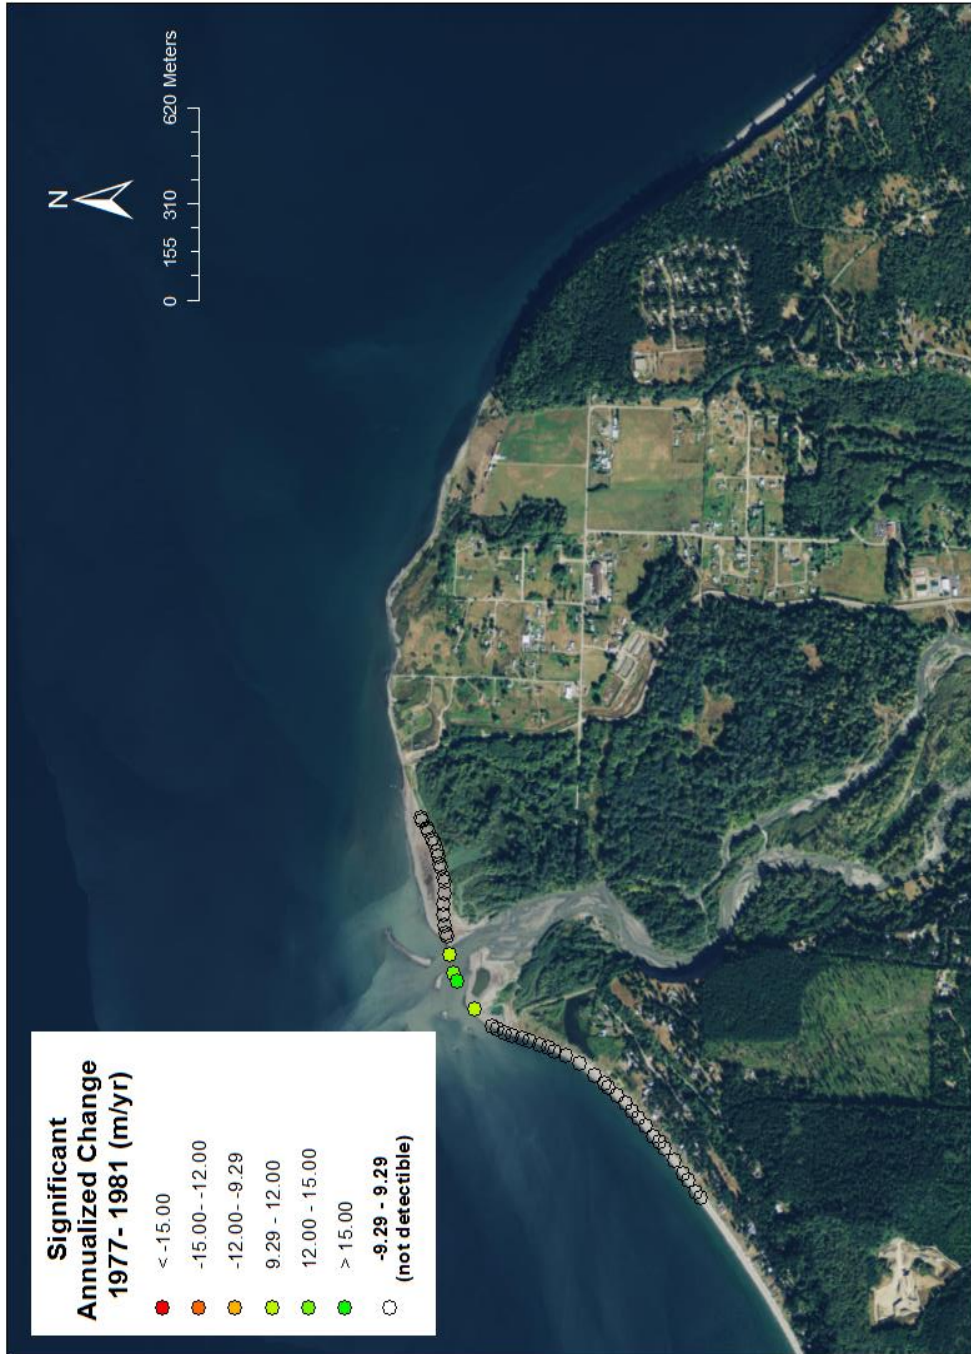 N
0 155 310 620 Meters
Significant
Annualized Change
1977- 1981 (m/yr)
< -15.00
-15.00- -12.00
-12.00- -9.29
9.29 - 12.00
12.00 - 15.00
> 15.00
-9.29 - 9.29
(not detectible)